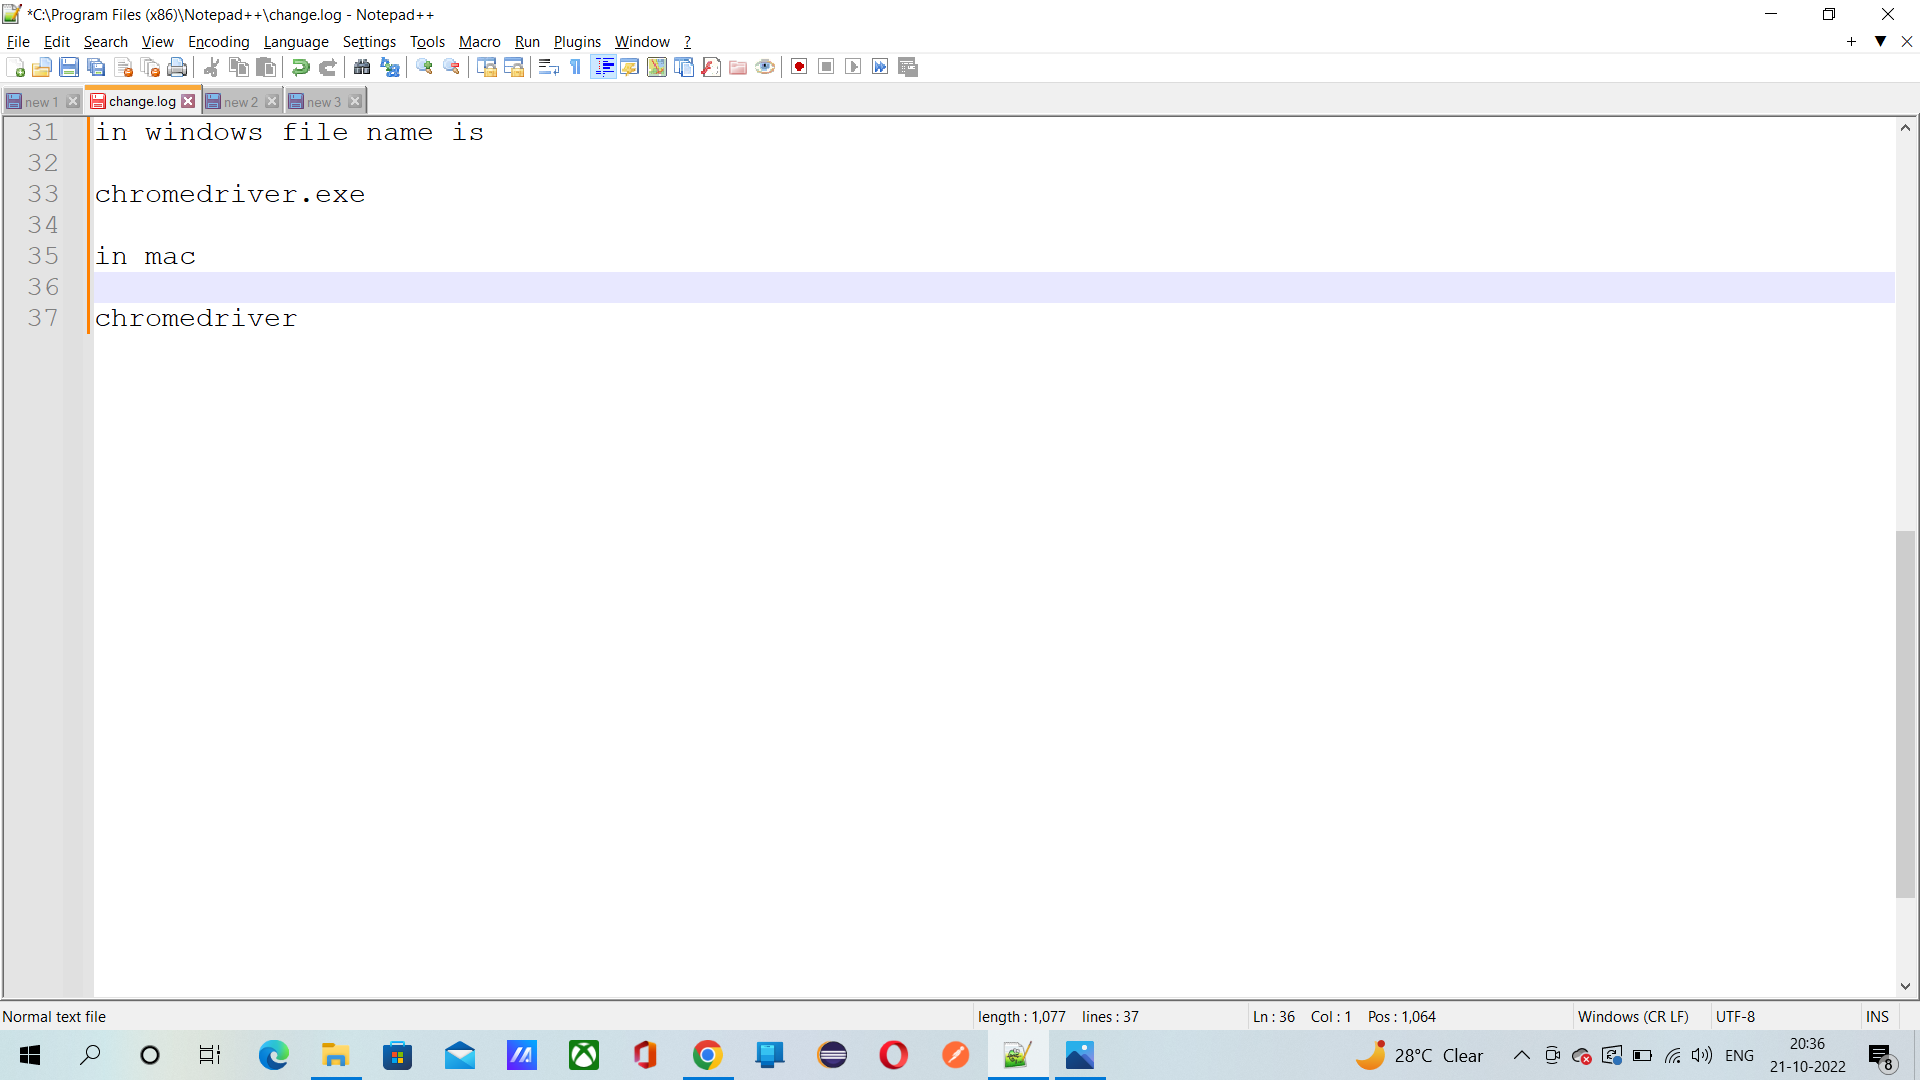 *C:\Program Files (x86)\Notepad++\change.log - Notepad++
File Edit Search View Encoding Language Settings Tools Macro Run Plugins Window ?
new 1 change.log new 2 new 3
31 in windows file name is
32
33 chromedriver.exe
34
35 in mac
36
37 chromedriver
Normal text file length : 1,077 lines : 37 Ln : 36 Col : 1 Pos : 1,064 Windows (CR LF) UTF-8 INS
28°C Clear ENG 20:36
21-10-2022 8